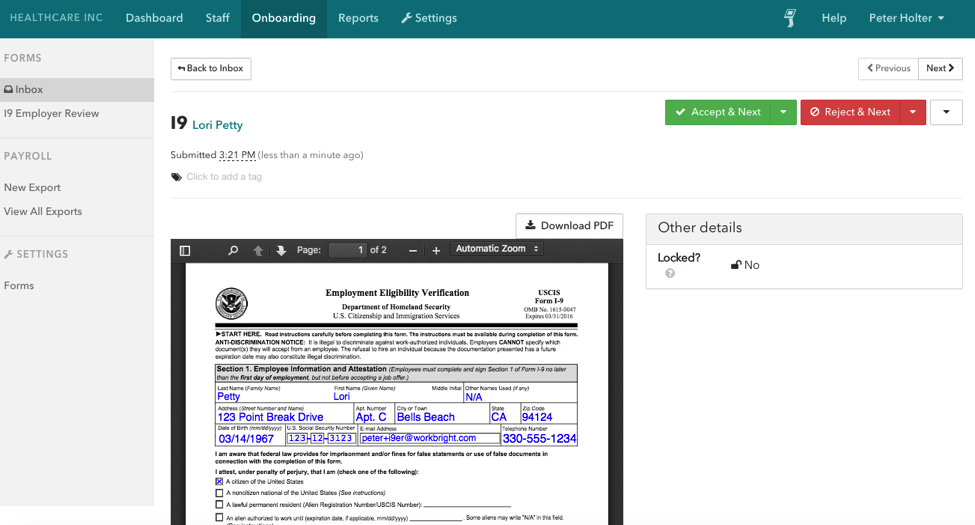 HEALTHCARE INC Dashboard Staff Onboarding Reports Settings Help Peter Holter
FORMS
Inbox
I9 Employer Review
PAYROLL
New Export
View All Exports
SETTINGS
Forms
Back to Inbox
Previous Next
I9 Lori Petty
Accept & Next Reject & Next
Submitted 3:21 PM (less than a minute ago)
Click to add a tag
Download PDF
Page: 1 of 2 Automatic Zoom
Employment Eligibility Verification
Department of Homeland Security
U.S. Citizenship and Immigration Services
USCIS
Form I-9
OMB No. 1615-0047
Expires 03/31/2016
►START HERE. Read instructions carefully before completing this form. The instructions must be available during completion of this form.
ANTI-DISCRIMINATION NOTICE: It is illegal to discriminate against work-authorized individuals. Employers CANNOT specify which
document(s) they will accept from an employee. The refusal to hire an individual because the documentation presented has a future
expiration date may also constitute illegal discrimination.
Section 1. Employee Information and Attestation (Employees must complete and sign Section 1 of Form I-9 no later
than the first day of employment, but not before accepting a job offer.)
Last Name (Family Name) First Name (Given Name) Middle Initial Other Names Used (if any)
Petty Lori N/A
Address (Street Number and Name) Apt. Number City or Town State Zip Code
123 Point Break Drive Apt. C Bells Beach CA 94124
Date of Birth (mm/dd/yyyy) U.S. Social Security Number E-mail Address Telephone Number
03/14/1967 123-12-3123 peter+i9er@workbright.com 330-555-1234
I am aware that federal law provides for imprisonment and/or fines for false statements or use of false documents in
connection with the completion of this form.
I attest, under penalty of perjury, that I am (check one of the following):
A citizen of the United States
A noncitizen national of the United States (See instructions)
A lawful permanent resident (Alien Registration Number/USCIS Number):
An alien authorized to work until (expiration date, if applicable, mm/dd/yyyy) . Some aliens may write "N/A" in this field.
Other details
Locked? No